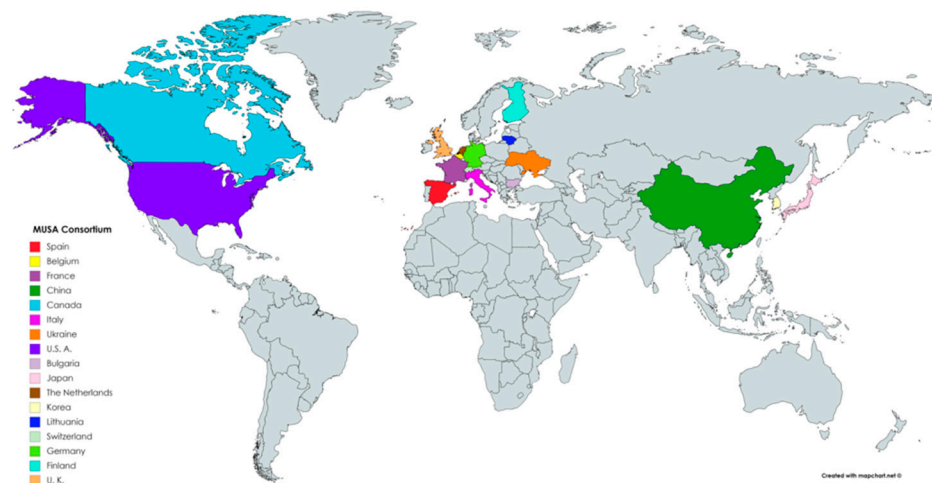 MUSA Consortium
Spain
Belgium
France
China
Canada
Italy
Ukraine
U.S. A.
Bulgaria
Japan
The Netherlands
Korea
Lithuania
Switzerland
Germany
Finland
U. K.
Created with mapchart.net ©